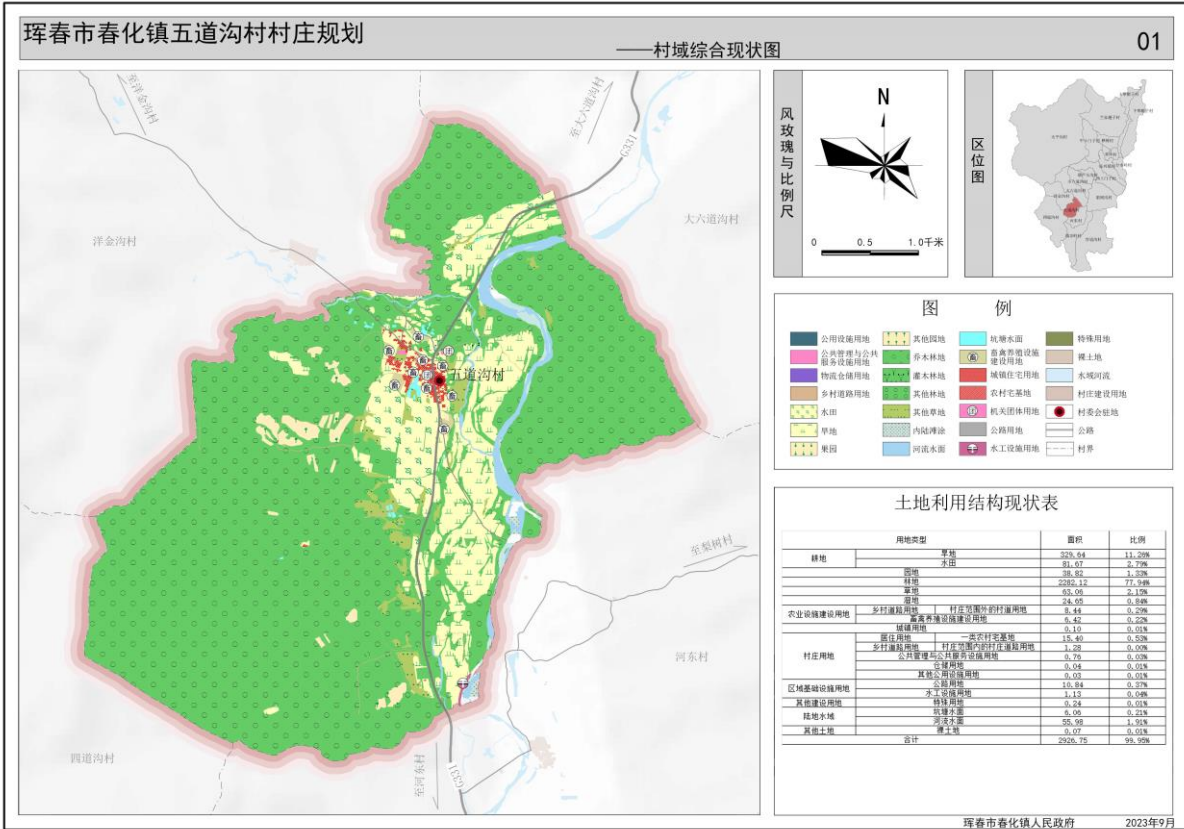 珲春市春化镇五道沟村村庄规划
——村域综合现状图
01
至洋金沟村
至大六道沟村
G331
洋金沟村
大六道沟村
五道沟村
至梨树村
河东村
四道沟村
至河东村
G331
风玫瑰与比例尺
N
0 0.5 1.0千米
区位图
图 例
公用设施用地
其他园地
坑塘水面
特殊用地
公共管理与公共服务设施用地
乔木林地
畜禽养殖设施建设用地
裸土地
物流仓储用地
灌木林地
城镇住宅用地
水域河流
乡村道路用地
其他林地
农村宅基地
村庄建设用地
水田
其他草地
机关团体用地
村委会驻地
旱地
内陆滩涂
公路用地
公路
果园
河流水面
水工设施用地
村界
土地利用结构现状表
用地类型 面积 比例
耕地 旱地 329.64 11.26%
水田 81.67 2.79%
园地 38.82 1.33%
林地 2282.12 77.94%
草地 63.06 2.15%
湿地 24.65 0.84%
农业设施建设用地 乡村道路用地 村庄范围外的村道用地 8.44 0.29%
畜禽养殖设施建设用地 6.42 0.22%
城镇用地 0.10 0.01%
村庄用地 居住用地 一类农村宅基地 15.40 0.53%
乡村道路用地 村庄范围内的村庄道路用地 1.28 0.00%
公共管理与公共服务设施用地 0.76 0.03%
仓储用地 0.04 0.01%
其他公用设施用地 0.03 0.01%
区域基础设施用地 公路用地 10.84 0.37%
水工设施用地 1.13 0.04%
其他建设用地 特殊用地 0.24 0.01%
陆地水域 坑塘水面 6.06 0.21%
河流水面 55.98 1.91%
其他土地 裸土地 0.07 0.01%
合计 2926.75 99.95%
珲春市春化镇人民政府 2023年9月